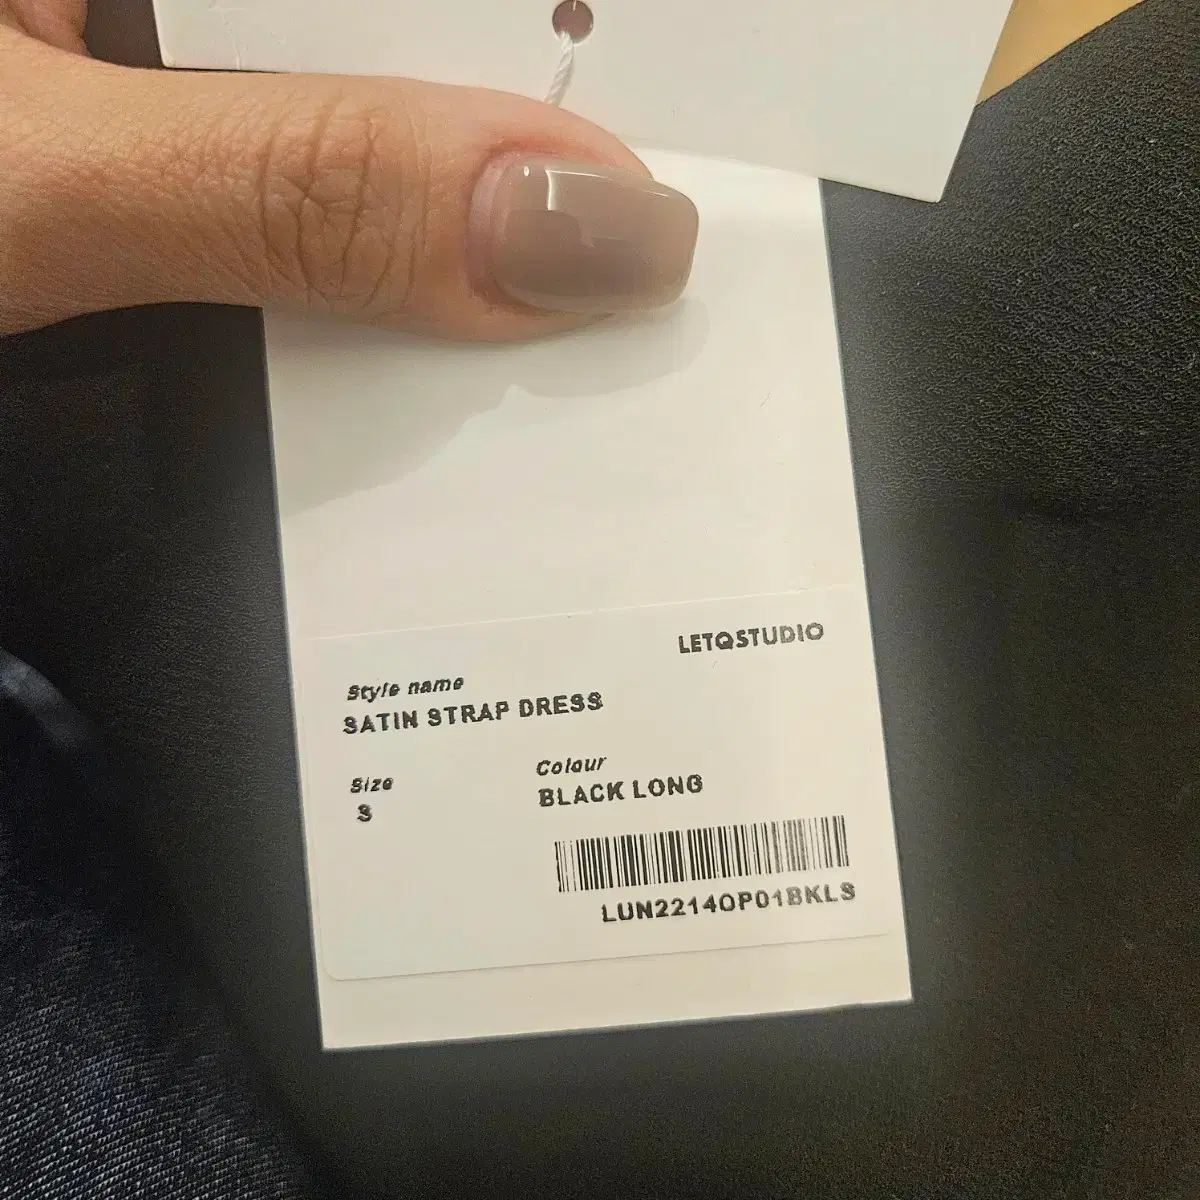 LETQSTUDIO
Style name
SATIN STRAP DRESS
Size
S
Colour
BLACK LONG
LUN2214OP01BKLS